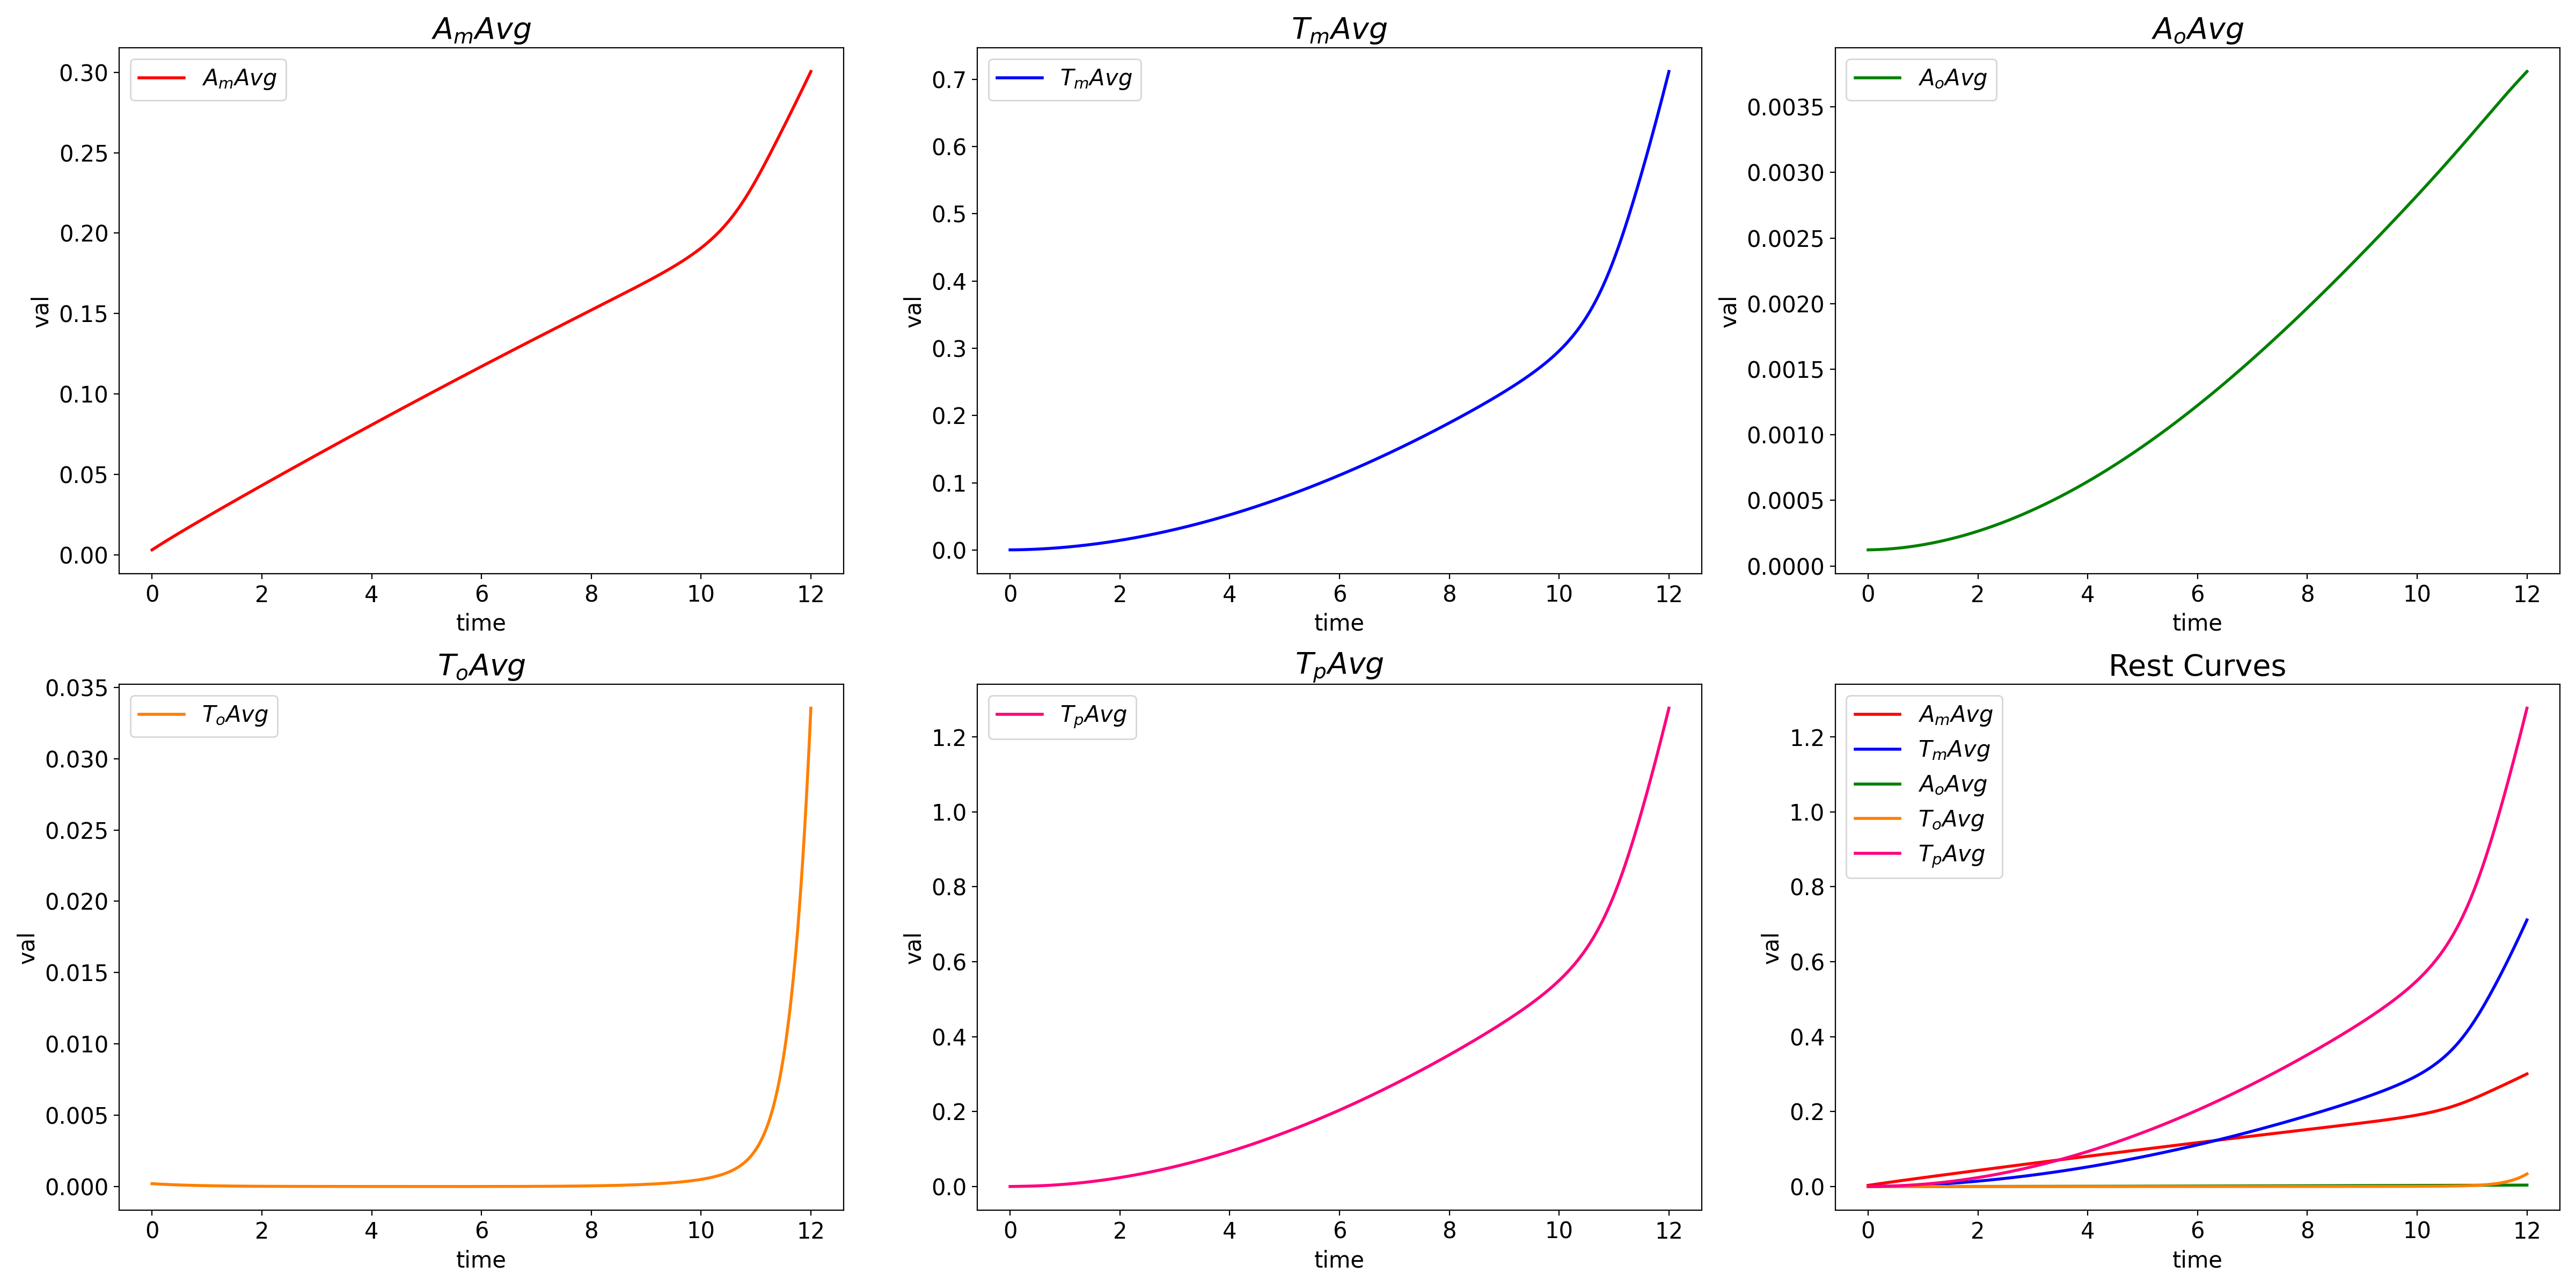 A_mAvg
0.30
0.25
0.20
0.15
0.10
0.05
0.00
val
A_mAvg
0 2 4 6 8 10 12
time
T_mAvg
0.7
0.6
0.5
0.4
0.3
0.2
0.1
0.0
val
T_mAvg
0 2 4 6 8 10 12
time
A_oAvg
0.0035
0.0030
0.0025
0.0020
0.0015
0.0010
0.0005
0.0000
val
A_oAvg
0 2 4 6 8 10 12
time
T_oAvg
0.035
0.030
0.025
0.020
0.015
0.010
0.005
0.000
val
T_oAvg
0 2 4 6 8 10 12
time
T_pAvg
1.2
1.0
0.8
0.6
0.4
0.2
0.0
val
T_pAvg
0 2 4 6 8 10 12
time
Rest Curves
1.2
1.0
0.8
0.6
0.4
0.2
0.0
val
A_mAvg
T_mAvg
A_oAvg
T_oAvg
T_pAvg
0 2 4 6 8 10 12
time